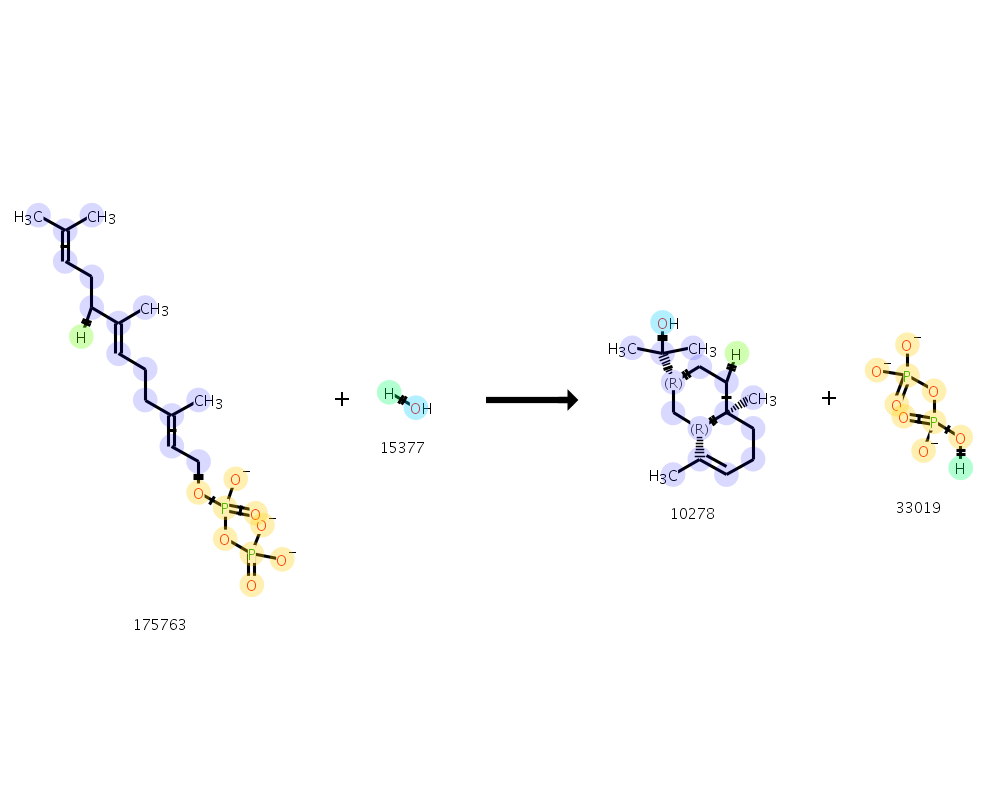 H3C CH3
CH3
H
CH3
O O−
P O
O O−
P O−
O
175763
+
H OH
15377
OH
H3C CH3 H
(R) CH3
(R)
H3C
10278
+
O−
O− P
O O
O P
O− O
H
33019